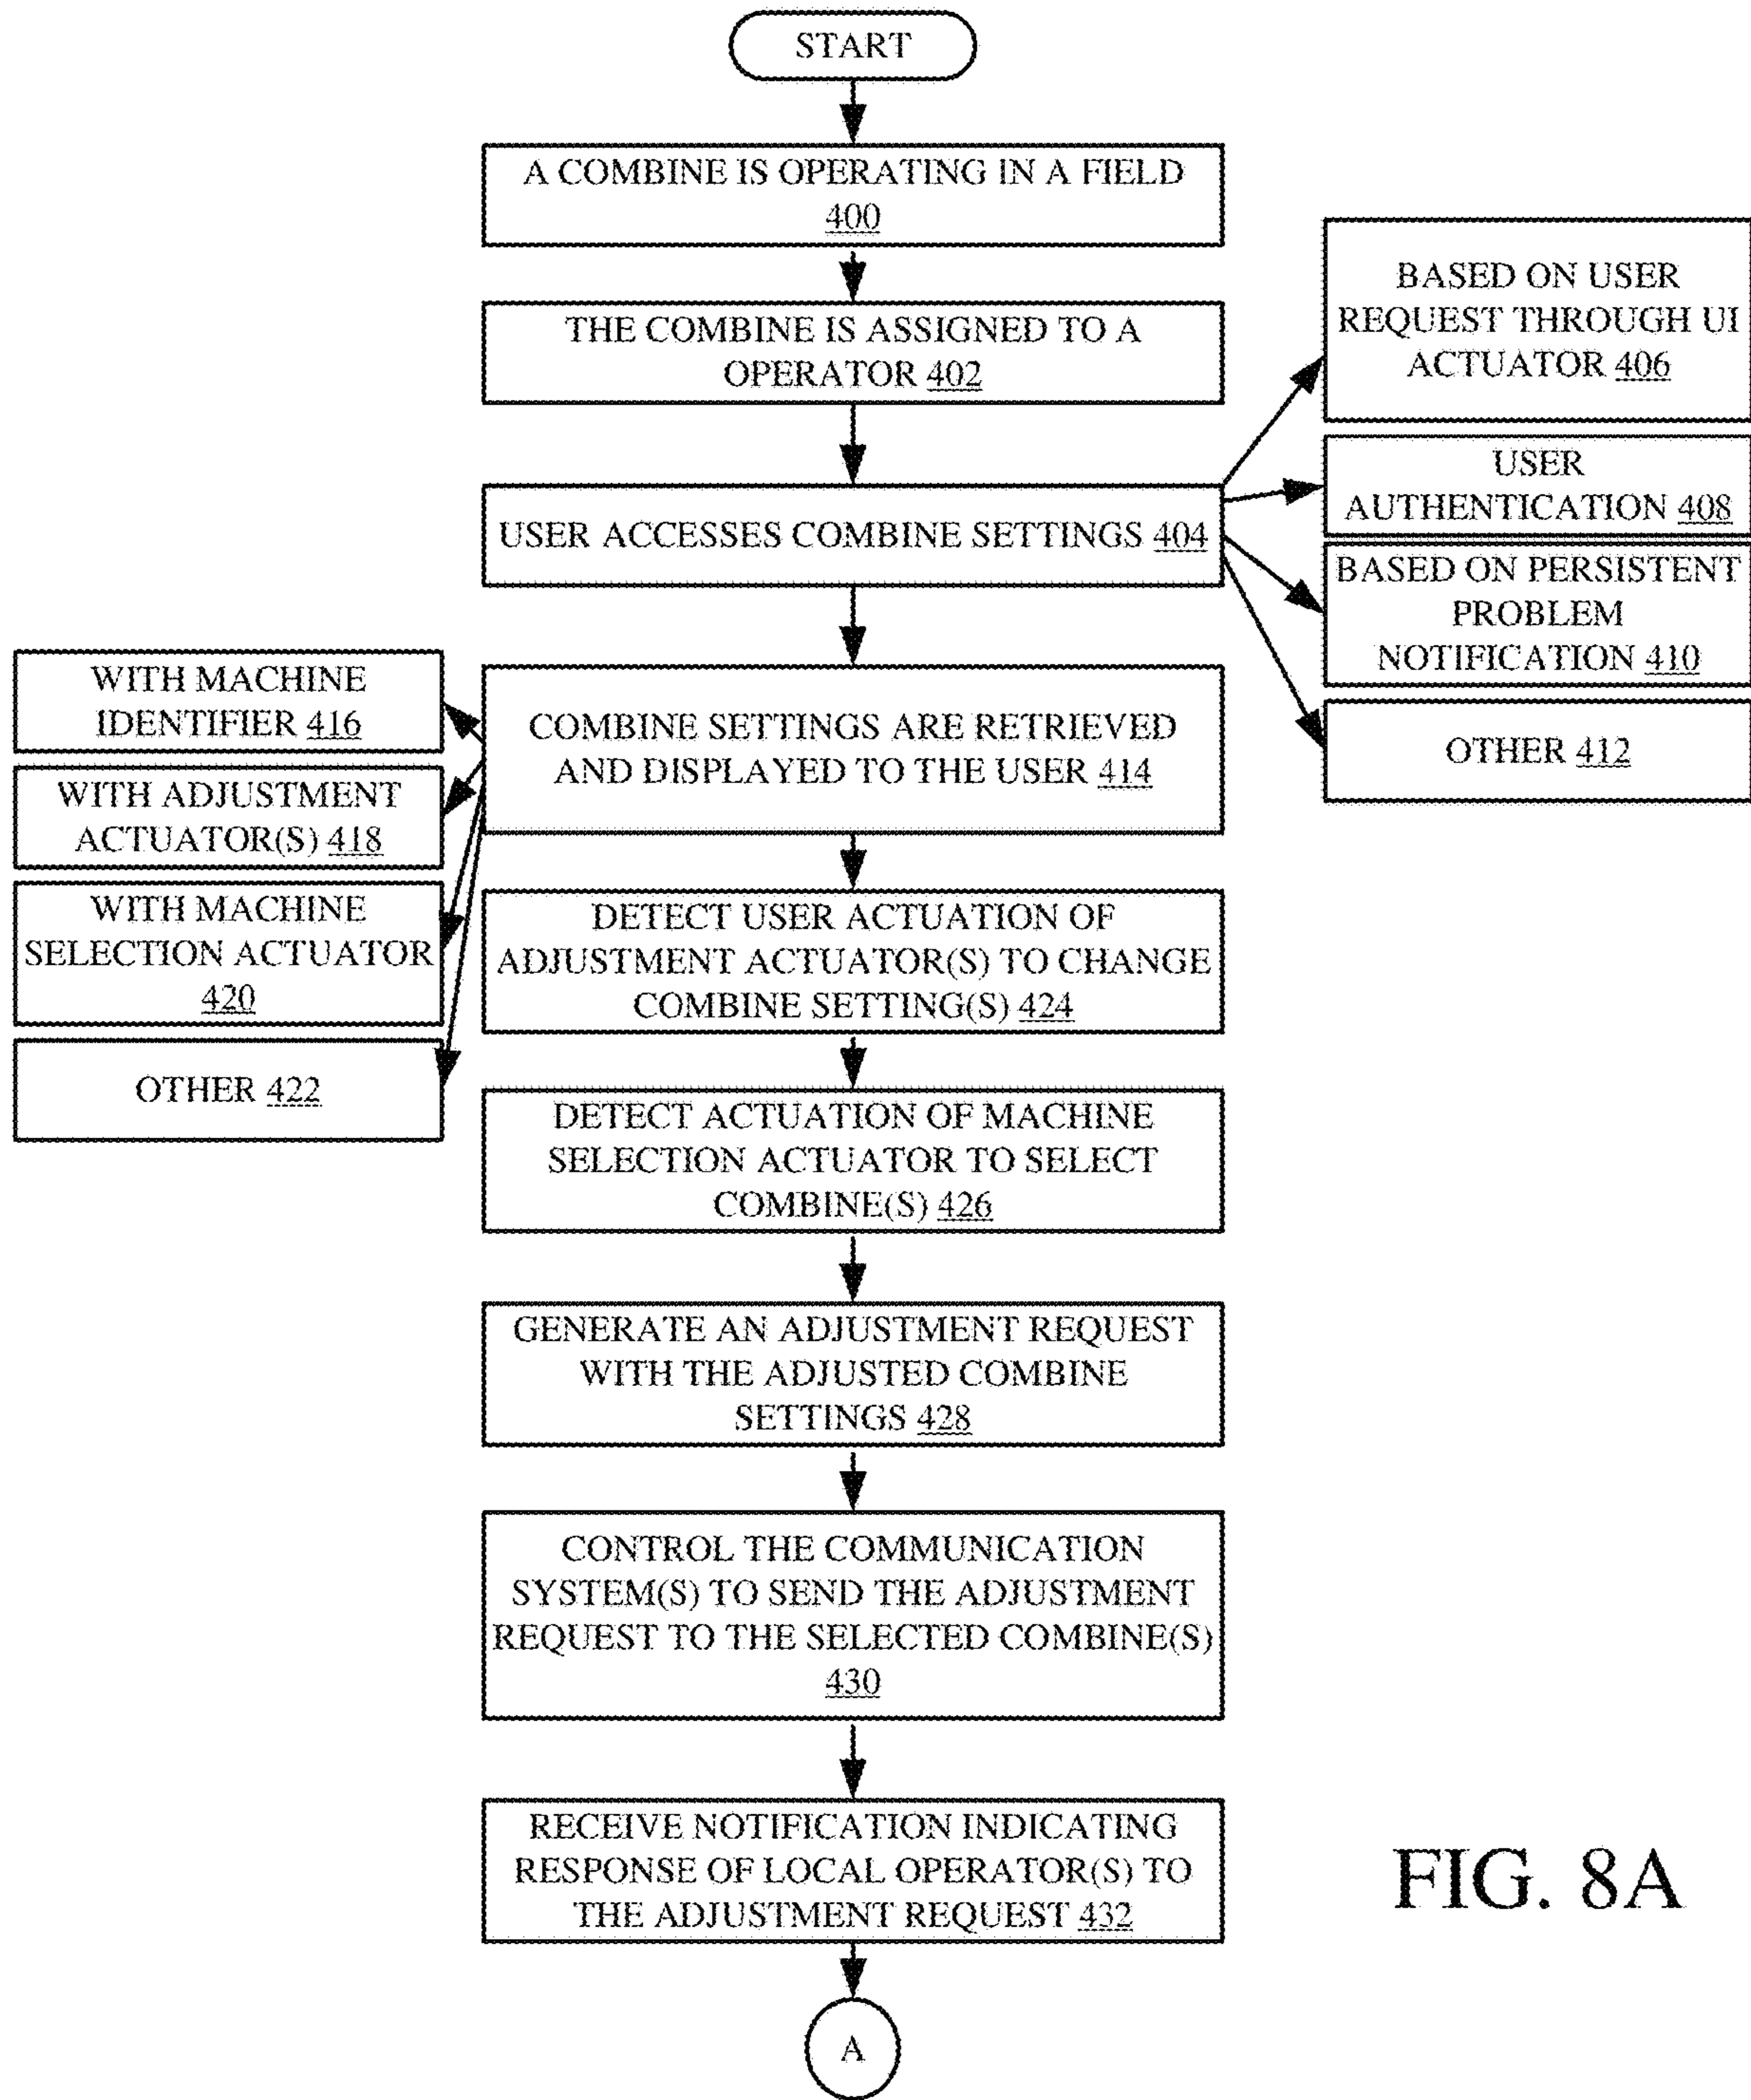 START
A COMBINE IS OPERATING IN A FIELD
400
THE COMBINE IS ASSIGNED TO A
OPERATOR 402
USER ACCESSES COMBINE SETTINGS 404
BASED ON USER
REQUEST THROUGH UI
ACTUATOR 406
USER
AUTHENTICATION 408
BASED ON PERSISTENT
PROBLEM
NOTIFICATION 410
OTHER 412
COMBINE SETTINGS ARE RETRIEVED
AND DISPLAYED TO THE USER 414
WITH MACHINE
IDENTIFIER 416
WITH ADJUSTMENT
ACTUATOR(S) 418
WITH MACHINE
SELECTION ACTUATOR
420
OTHER 422
DETECT USER ACTUATION OF
ADJUSTMENT ACTUATOR(S) TO CHANGE
COMBINE SETTING(S) 424
DETECT ACTUATION OF MACHINE
SELECTION ACTUATOR TO SELECT
COMBINE(S) 426
GENERATE AN ADJUSTMENT REQUEST
WITH THE ADJUSTED COMBINE
SETTINGS 428
CONTROL THE COMMUNICATION
SYSTEM(S) TO SEND THE ADJUSTMENT
REQUEST TO THE SELECTED COMBINE(S)
430
RECEIVE NOTIFICATION INDICATING
RESPONSE OF LOCAL OPERATOR(S) TO
THE ADJUSTMENT REQUEST 432
A
FIG. 8A